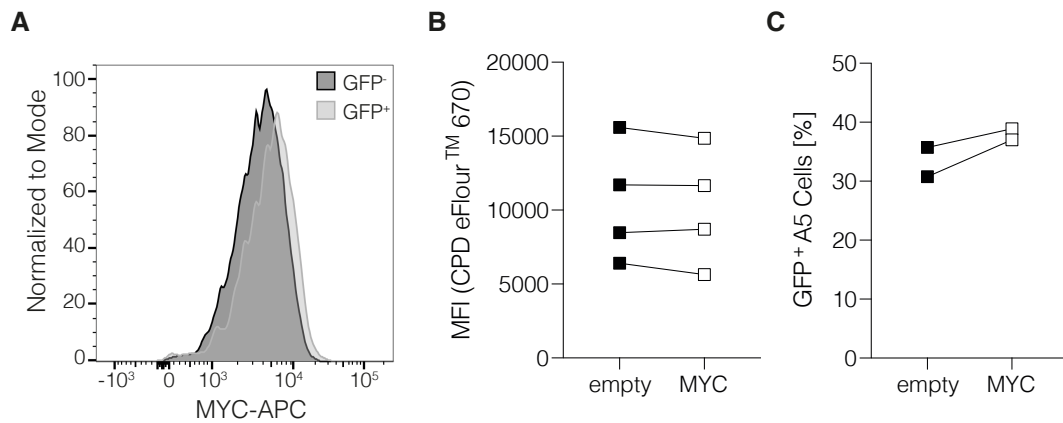 A
Normalized to Mode
100
80
60
40
20
0
-10³
0
10³
10⁴
10⁵
MYC-APC
GFP⁻
GFP⁺
B
MFI (CPD eFlour™ 670)
20000
15000
10000
5000
0
empty
MYC
C
GFP⁺ A5 Cells [%]
50
40
30
20
10
0
empty
MYC